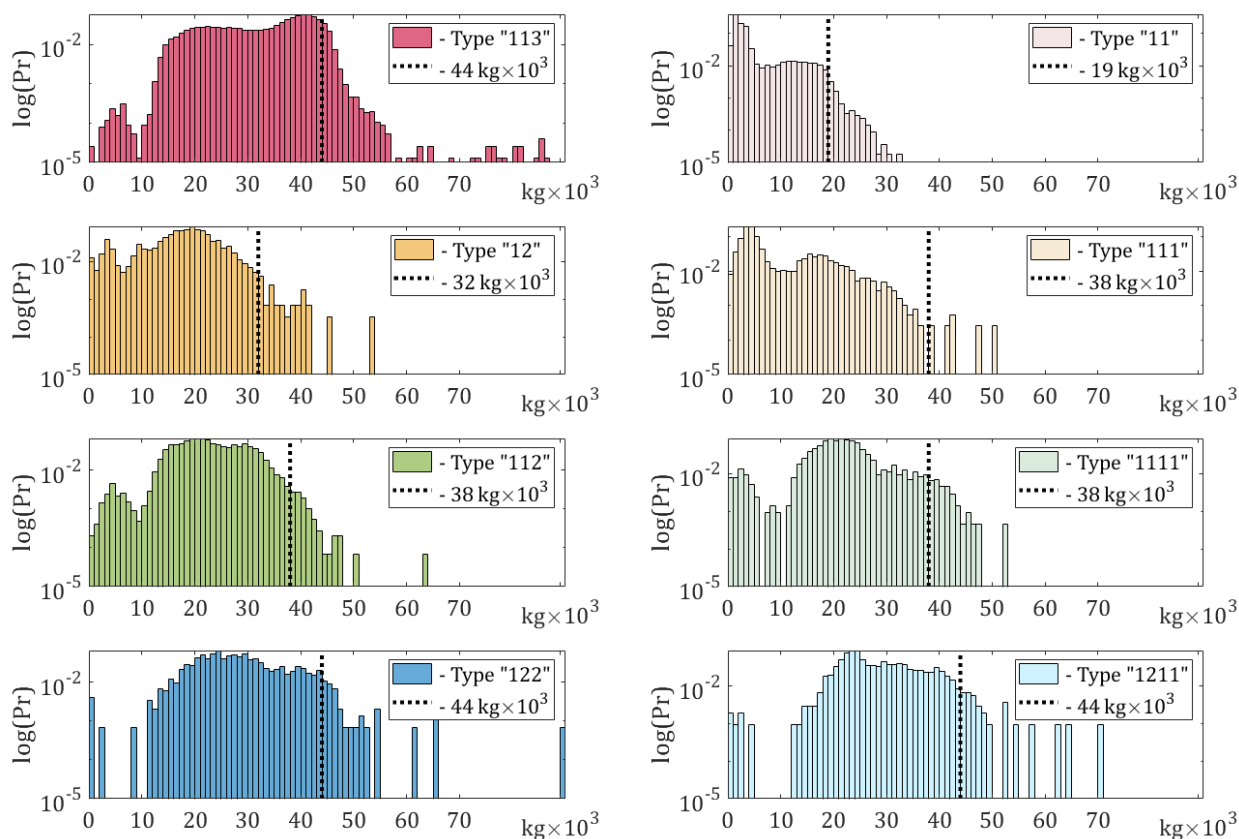 log(Pr)
10^-2
10^-5
0 10 20 30 40 50 60 70
kg×10^3
- Type "113"
- 44 kg×10^3
log(Pr)
10^-2
10^-5
0 10 20 30 40 50 60 70
kg×10^3
- Type "11"
- 19 kg×10^3
log(Pr)
10^-2
10^-5
0 10 20 30 40 50 60 70
kg×10^3
- Type "12"
- 32 kg×10^3
log(Pr)
10^-2
10^-5
0 10 20 30 40 50 60 70
kg×10^3
- Type "111"
- 38 kg×10^3
log(Pr)
10^-2
10^-5
0 10 20 30 40 50 60 70
kg×10^3
- Type "112"
- 38 kg×10^3
log(Pr)
10^-2
10^-5
0 10 20 30 40 50 60 70
kg×10^3
- Type "1111"
- 38 kg×10^3
log(Pr)
10^-2
10^-5
0 10 20 30 40 50 60 70
kg×10^3
- Type "122"
- 44 kg×10^3
log(Pr)
10^-2
10^-5
0 10 20 30 40 50 60 70
kg×10^3
- Type "1211"
- 44 kg×10^3